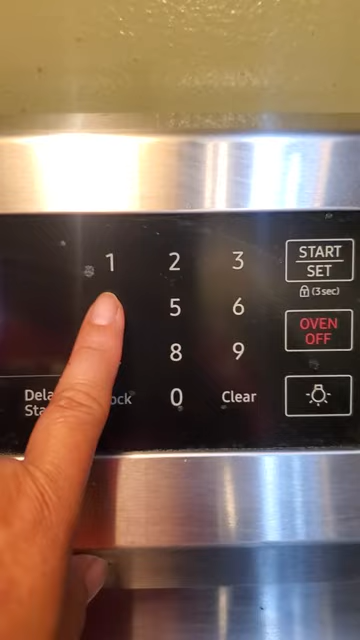 1 2 3 START
SET
(3 sec)
5 6 OVEN
OFF
8 9
0 Clear